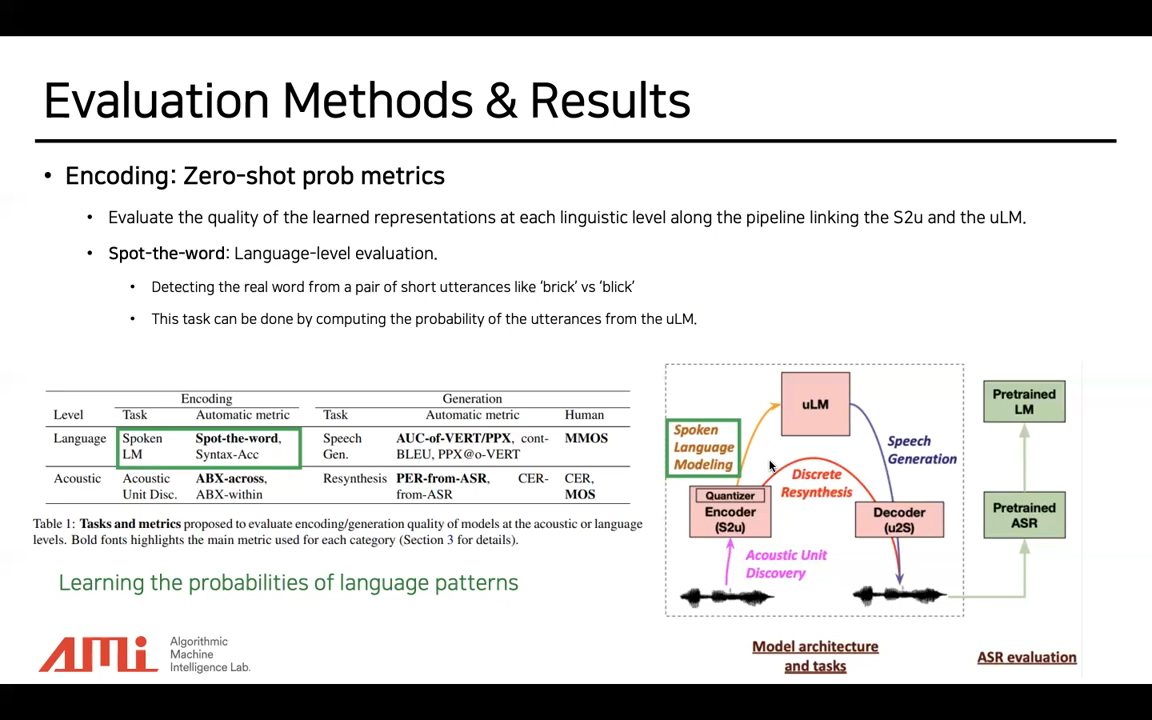 Evaluation Methods & Results
• Encoding: Zero-shot prob metrics
• Evaluate the quality of the learned representations at each linguistic level along the pipeline linking the S2u and the uLM.
• Spot-the-word: Language-level evaluation.
• Detecting the real word from a pair of short utterances like ‘brick’ vs ‘blick’
• This task can be done by computing the probability of the utterances from the uLM.
Encoding Generation
Level Task Automatic metric Task Automatic metric Human
Language Spoken Spot-the-word, Speech AUC-of-VERT/PPX, cont- MMOS
LM Syntax-Acc Gen. BLEU, PPX@o-VERT
Acoustic Acoustic ABX-across, Resynthesis PER-from-ASR, CER- CER,
Unit Disc. ABX-within from-ASR MOS
Table 1: Tasks and metrics proposed to evaluate encoding/generation quality of models at the acoustic or language
levels. Bold fonts highlights the main metric used for each category (Section 3 for details).
Learning the probabilities of language patterns
AMi
Algorithmic
Machine
Intelligence Lab.
uLM
Spoken
Language
Modeling
Speech
Generation
Discrete
Resynthesis
Quantizer
Encoder
(S2u)
Decoder
(u2S)
Acoustic Unit
Discovery
Pretrained
LM
Pretrained
ASR
Model architecture
and tasks
ASR evaluation